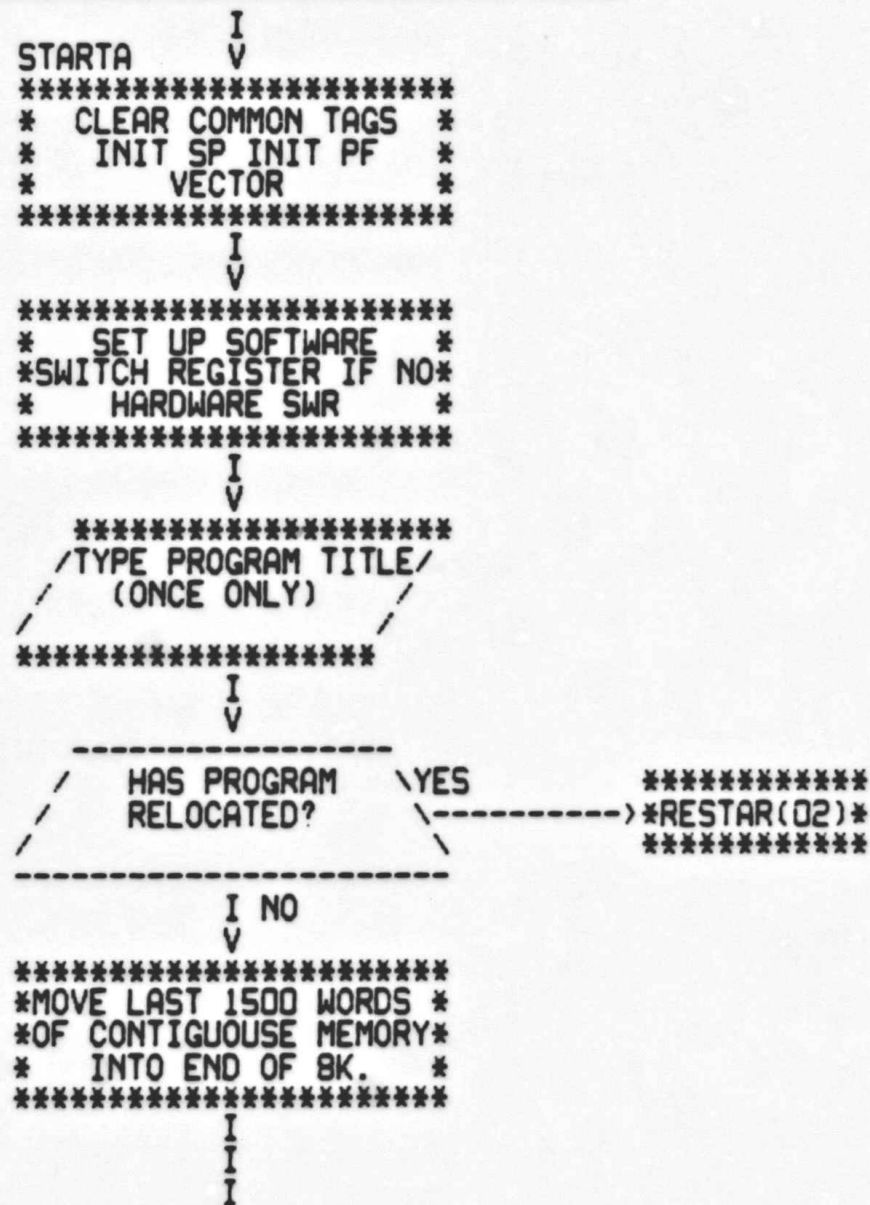 I
V
STARTA
***********************
* CLEAR COMMON TAGS *
* INIT SP INIT PF *
* VECTOR *
***********************
I
V
***********************
* SET UP SOFTWARE *
*SWITCH REGISTER IF NO*
* HARDWARE SWR *
***********************
I
V
********************
/TYPE PROGRAM TITLE/
/ (ONCE ONLY) /
/ /
*******************
I
V
-----------------
/ HAS PROGRAM \YES ************
/ RELOCATED? \---------->*RESTAR(02)*
/ \ ************
-----------------------
I NO
V
***********************
*MOVE LAST 1500 WORDS *
*OF CONTIGUOUSE MEMORY*
* INTO END OF 8K. *
***********************
I
I
I